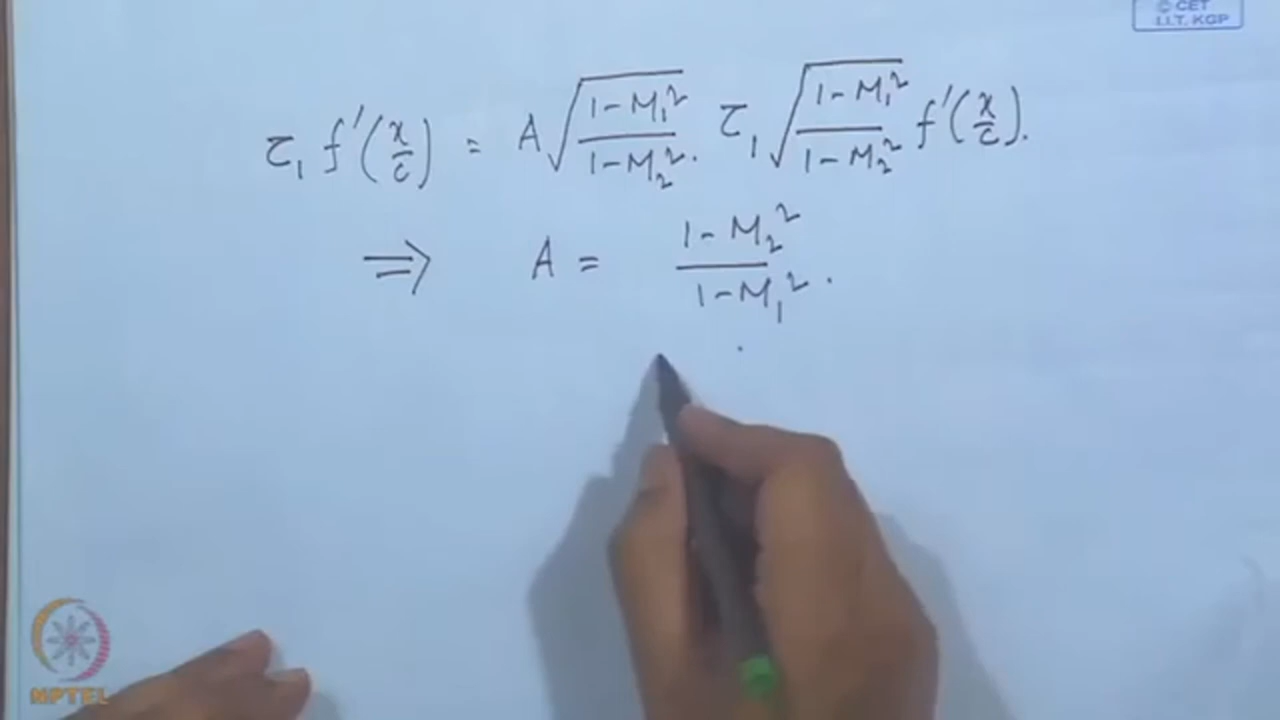 © CET
I.I.T. KGP
τ₁ f'(x/c) = A √((1-M₁²)/(1-M₂²)) . τ₁ √((1-M₁²)/(1-M₂²)) f'(x/c).
⇒ A = (1-M₂²)/(1-M₁²) .
NPTEL